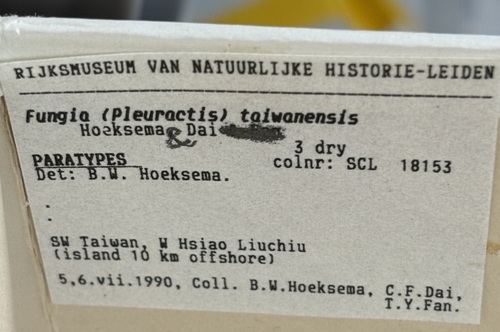 RIJKSMUSEUM VAN NATUURLIJKE HISTORIE-LEIDEN
Fungia (Pleuractis) taiwanensis
Hoeksema & Dai
3 dry
PARATYPES colnr: SCL 18153
Det: B.W. Hoeksema.
:
SW Taiwan, W Hsiao Liuchiu
(island 10 km offshore)
5,6.vii.1990, Coll. B.W.Hoeksema, C.F.Dai,
T.Y.Fan.